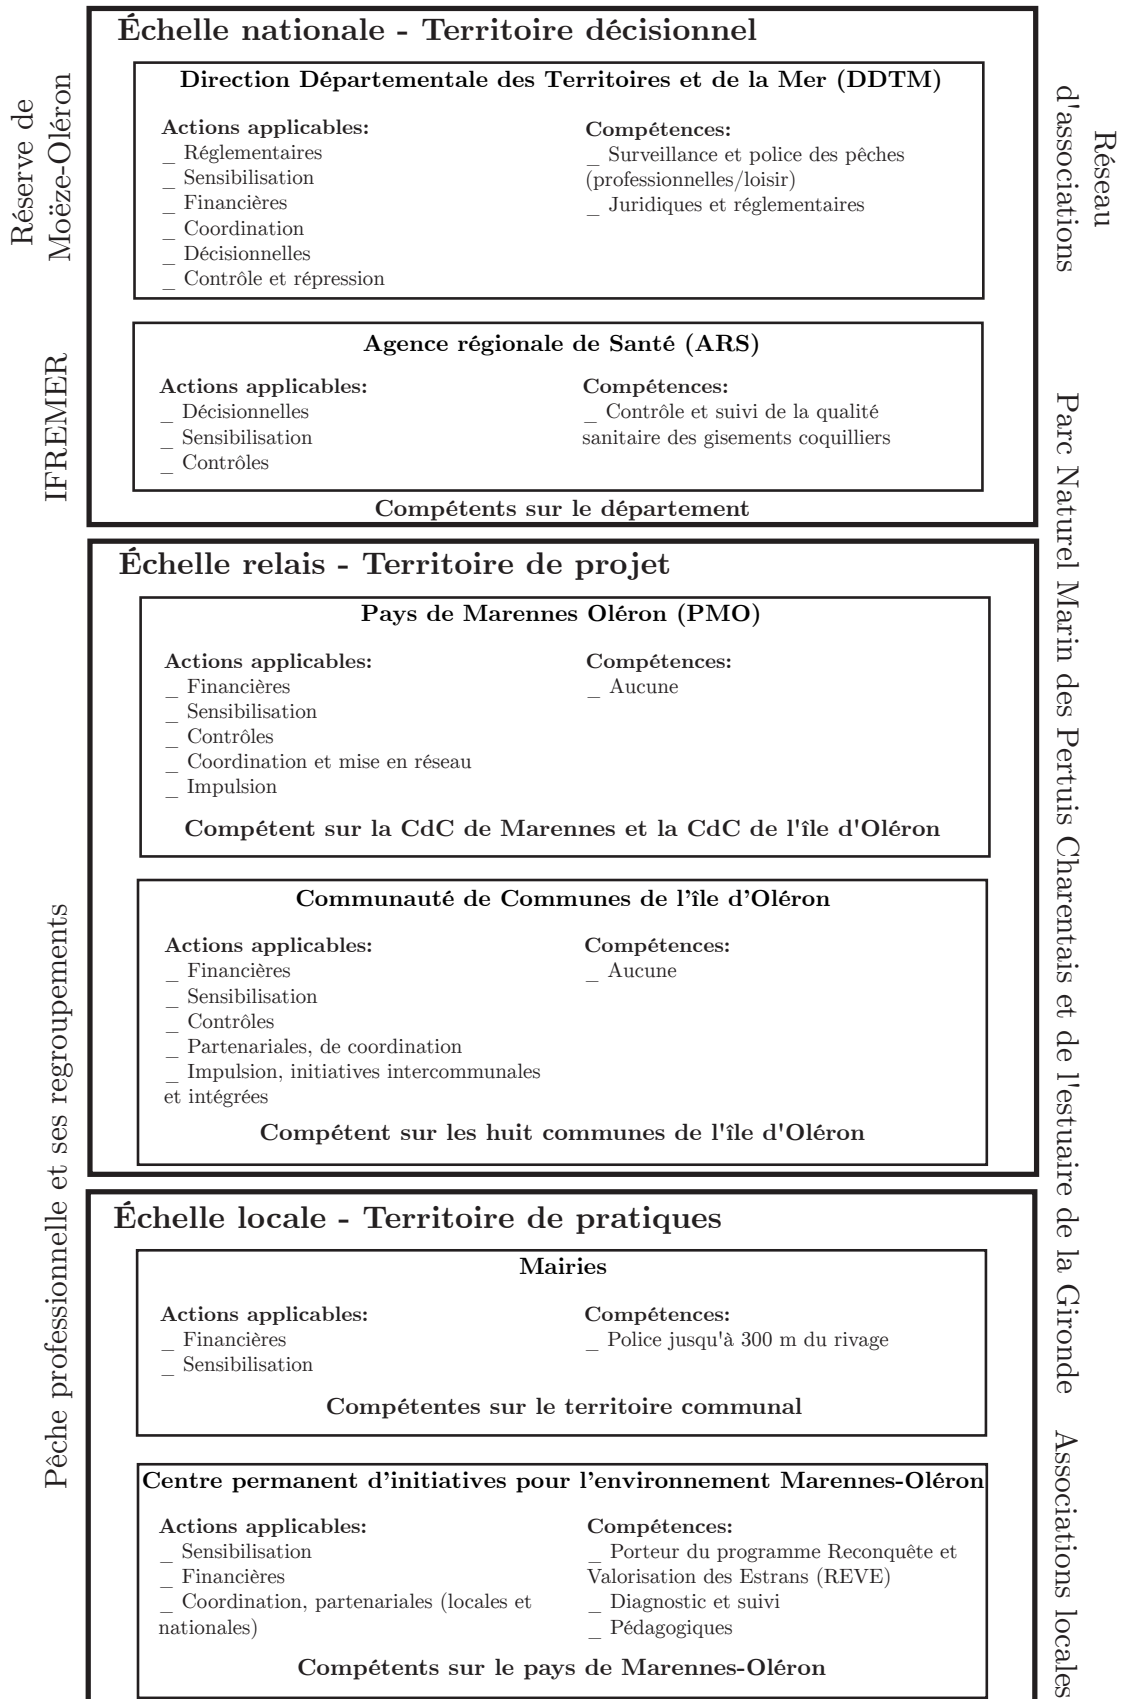 Échelle nationale - Territoire décisionnel
Direction Départementale des Territoires et de la Mer (DDTM)
Actions applicables:
_ Réglementaires
_ Sensibilisation
_ Financières
_ Coordination
_ Décisionnelles
_ Contrôle et répression
Compétences:
_ Surveillance et police des pêches
(professionnelles/loisir)
_ Juridiques et réglementaires
Agence régionale de Santé (ARS)
Actions applicables:
_ Décisionnelles
_ Sensibilisation
_ Contrôles
Compétences:
_ Contrôle et suivi de la qualité
sanitaire des gisements coquilliers
Compétents sur le département
Échelle relais - Territoire de projet
Pays de Marennes Oléron (PMO)
Actions applicables:
_ Financières
_ Sensibilisation
_ Contrôles
_ Coordination et mise en réseau
_ Impulsion
Compétences:
_ Aucune
Compétent sur la CdC de Marennes et la CdC de l'île d'Oléron
Communauté de Communes de l'île d'Oléron
Actions applicables:
_ Financières
_ Sensibilisation
_ Contrôles
_ Partenariales, de coordination
_ Impulsion, initiatives intercommunales
et intégrées
Compétences:
_ Aucune
Compétent sur les huit communes de l'île d'Oléron
Échelle locale - Territoire de pratiques
Mairies
Actions applicables:
_ Financières
_ Sensibilisation
Compétences:
_ Police jusqu'à 300 m du rivage
Compétentes sur le territoire communal
Centre permanent d'initiatives pour l'environnement Marennes-Oléron
Actions applicables:
_ Sensibilisation
_ Financières
_ Coordination, partenariales (locales et
nationales)
Compétences:
_ Porteur du programme Reconquête et
Valorisation des Estrans (REVE)
_ Diagnostic et suivi
_ Pédagogiques
Compétents sur le pays de Marennes-Oléron
Réserve de
Moëze-Oléron
IFREMER
Pêche professionnelle et ses regroupements
Réseau
d'associations
Parc Naturel Marin des Pertuis Charentais et de l'estuaire de la Gironde
Associations locales